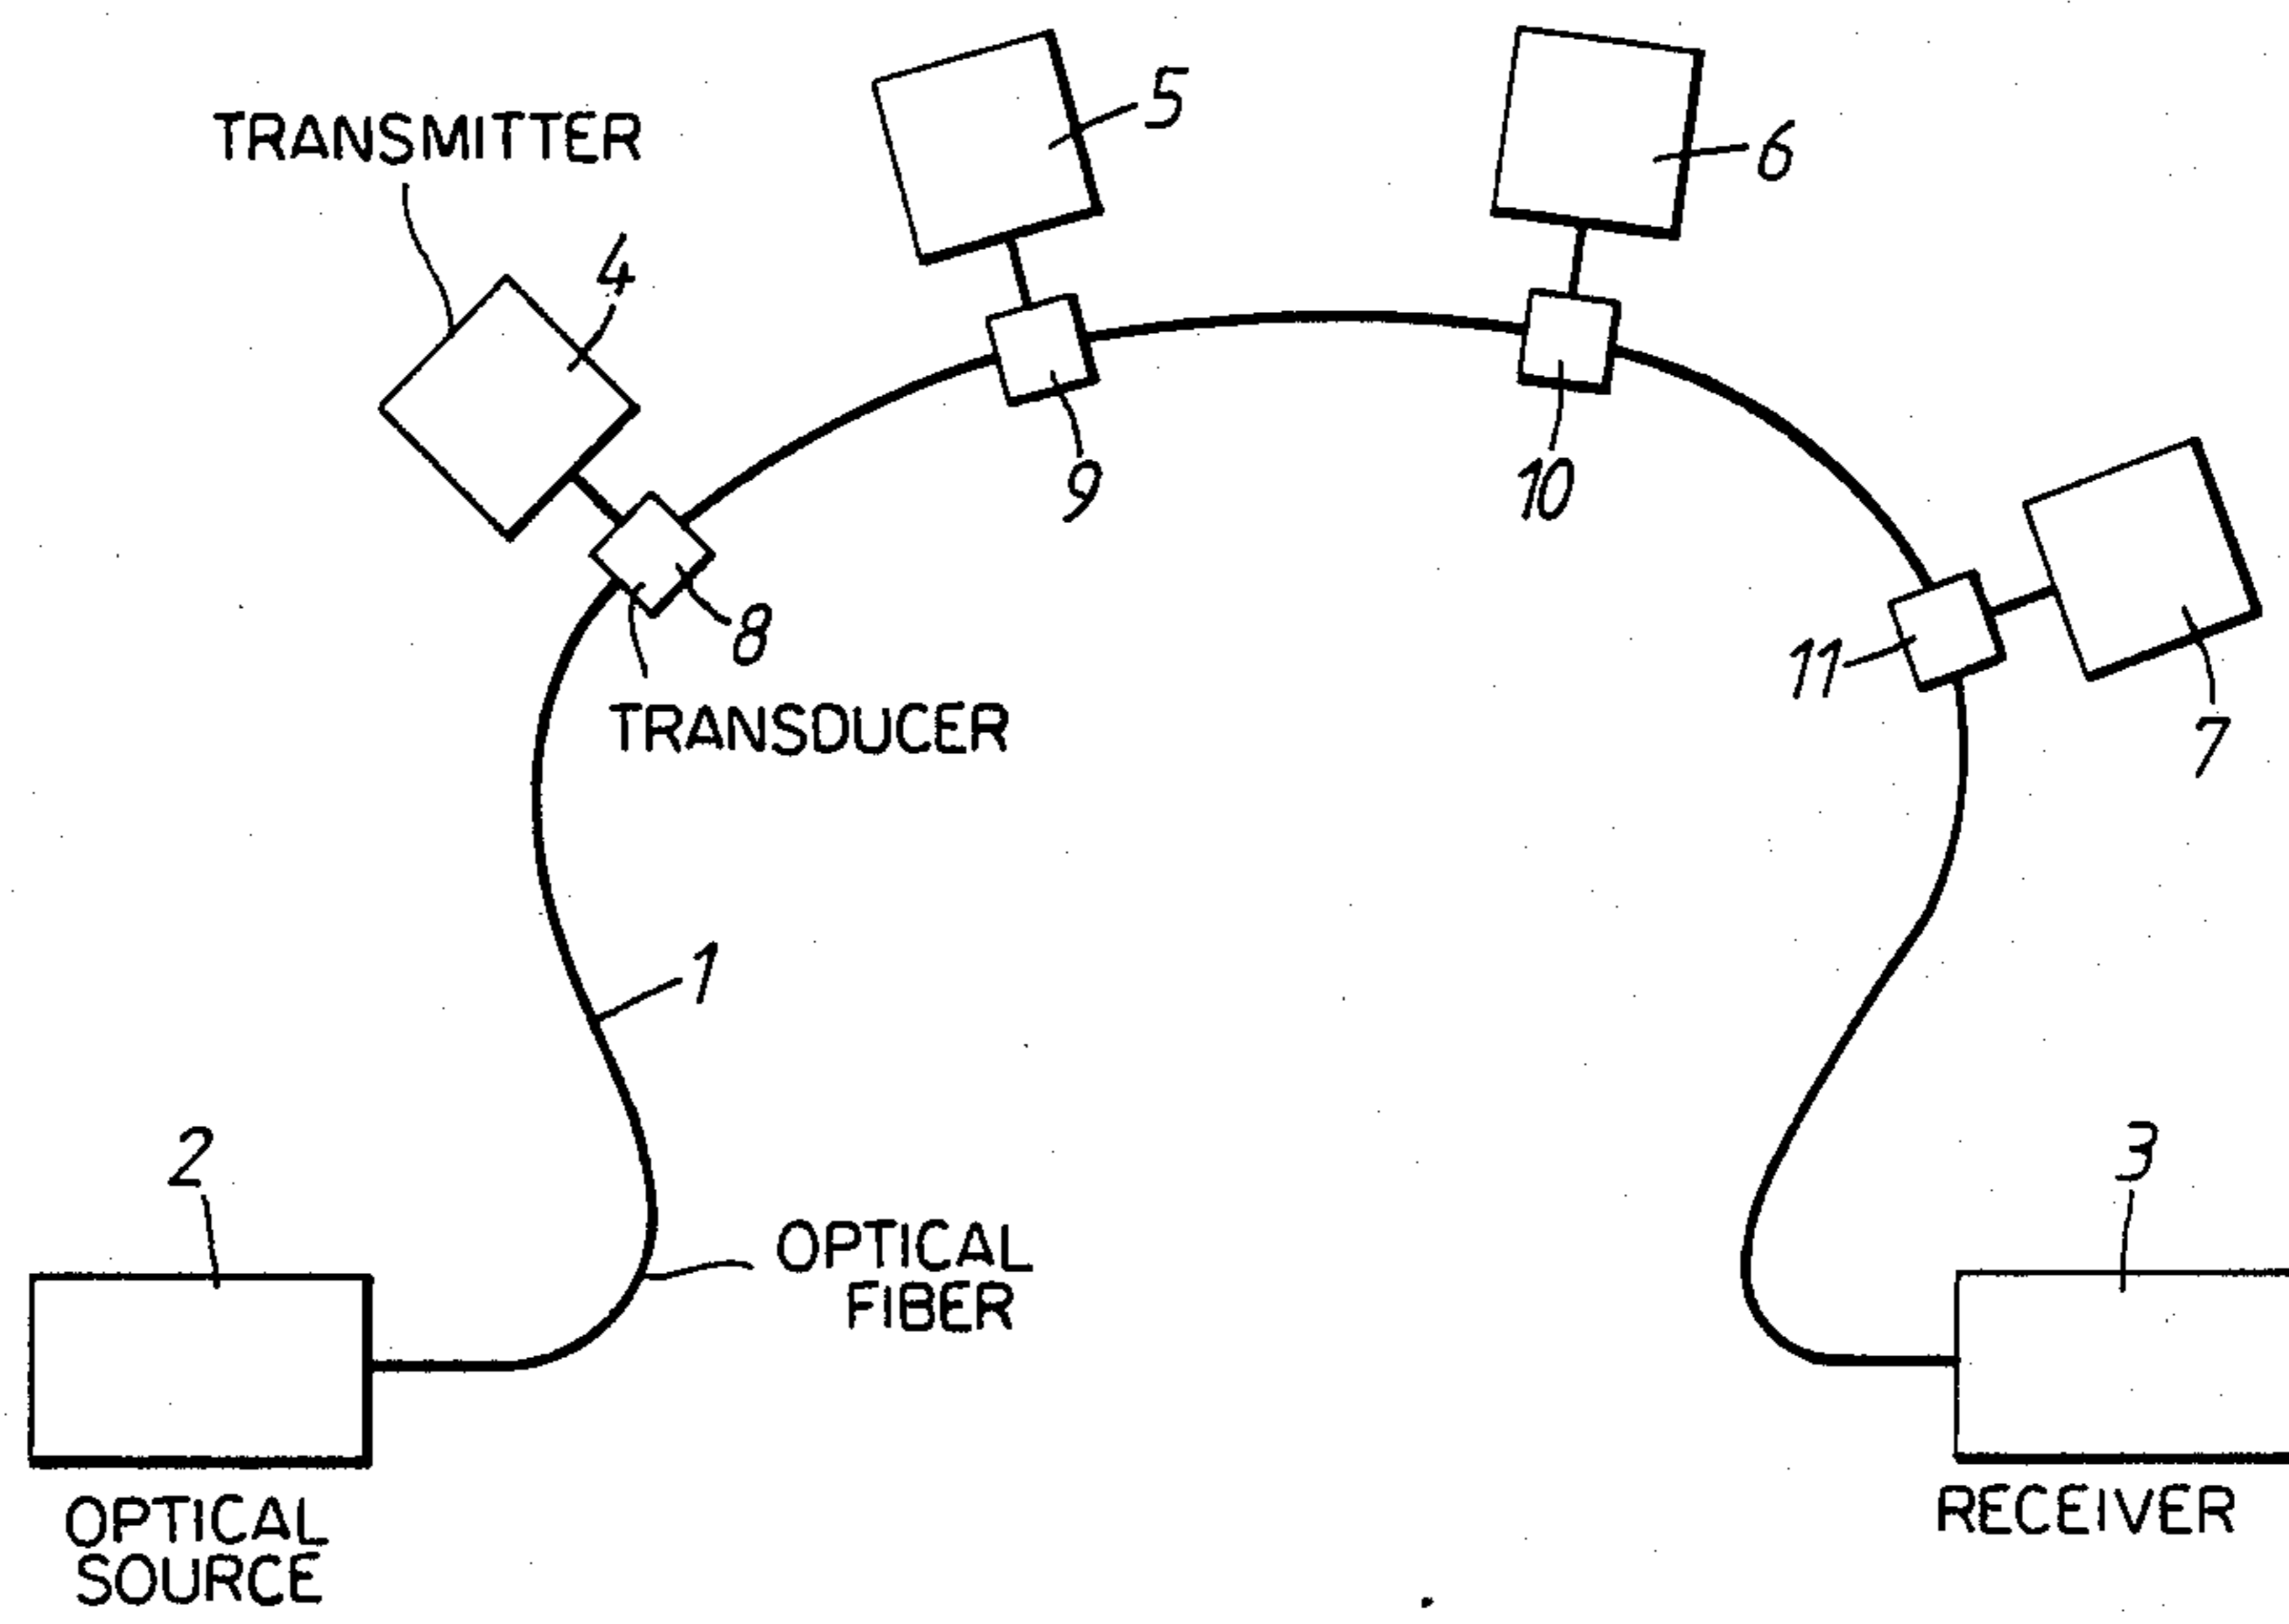 5
6
TRANSMITTER
4
9
10
8
11
TRANSDUCER
7
1
2
3
OPTICAL
FIBER
OPTICAL
SOURCE
RECEIVER